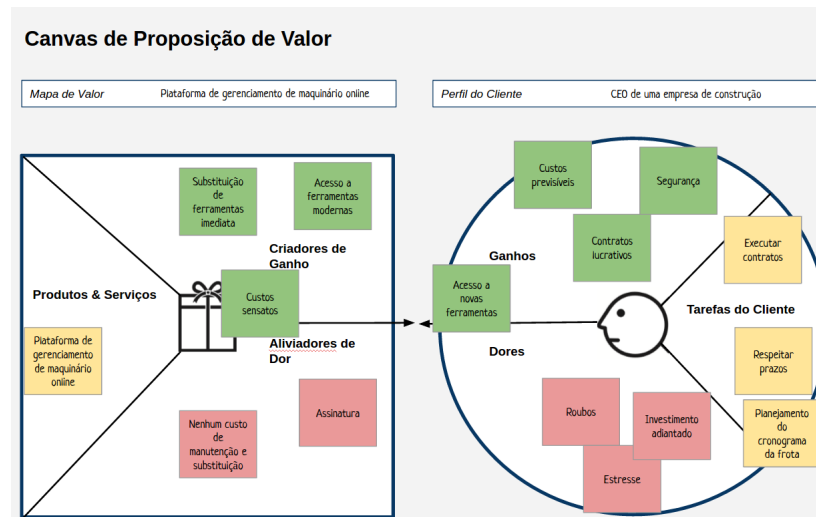 Canvas de Proposição de Valor
Mapa de Valor
Plataforma de gerenciamento de maquinário online
Perfil do Cliente
CEO de uma empresa de construção
Substituição
de
ferramentas
imediata
Acesso a
ferramentas
modernas
Criadores de
Ganho
Custos
sensatos
Produtos & Serviços
Plataforma de
gerenciamento
de maquinário
online
Aliviadores de
Dor
Nenhum custo
de
manutenção e
substituição
Assinatura
Custos
previsíveis
Segurança
Contratos
lucrativos
Ganhos
Acesso a
novas
ferramentas
Executar
contratos
Tarefas do Cliente
Respeitar
prazos
Planejamento
do
cronograma
da frota
Dores
Roubos
Investimento
adiantado
Estresse